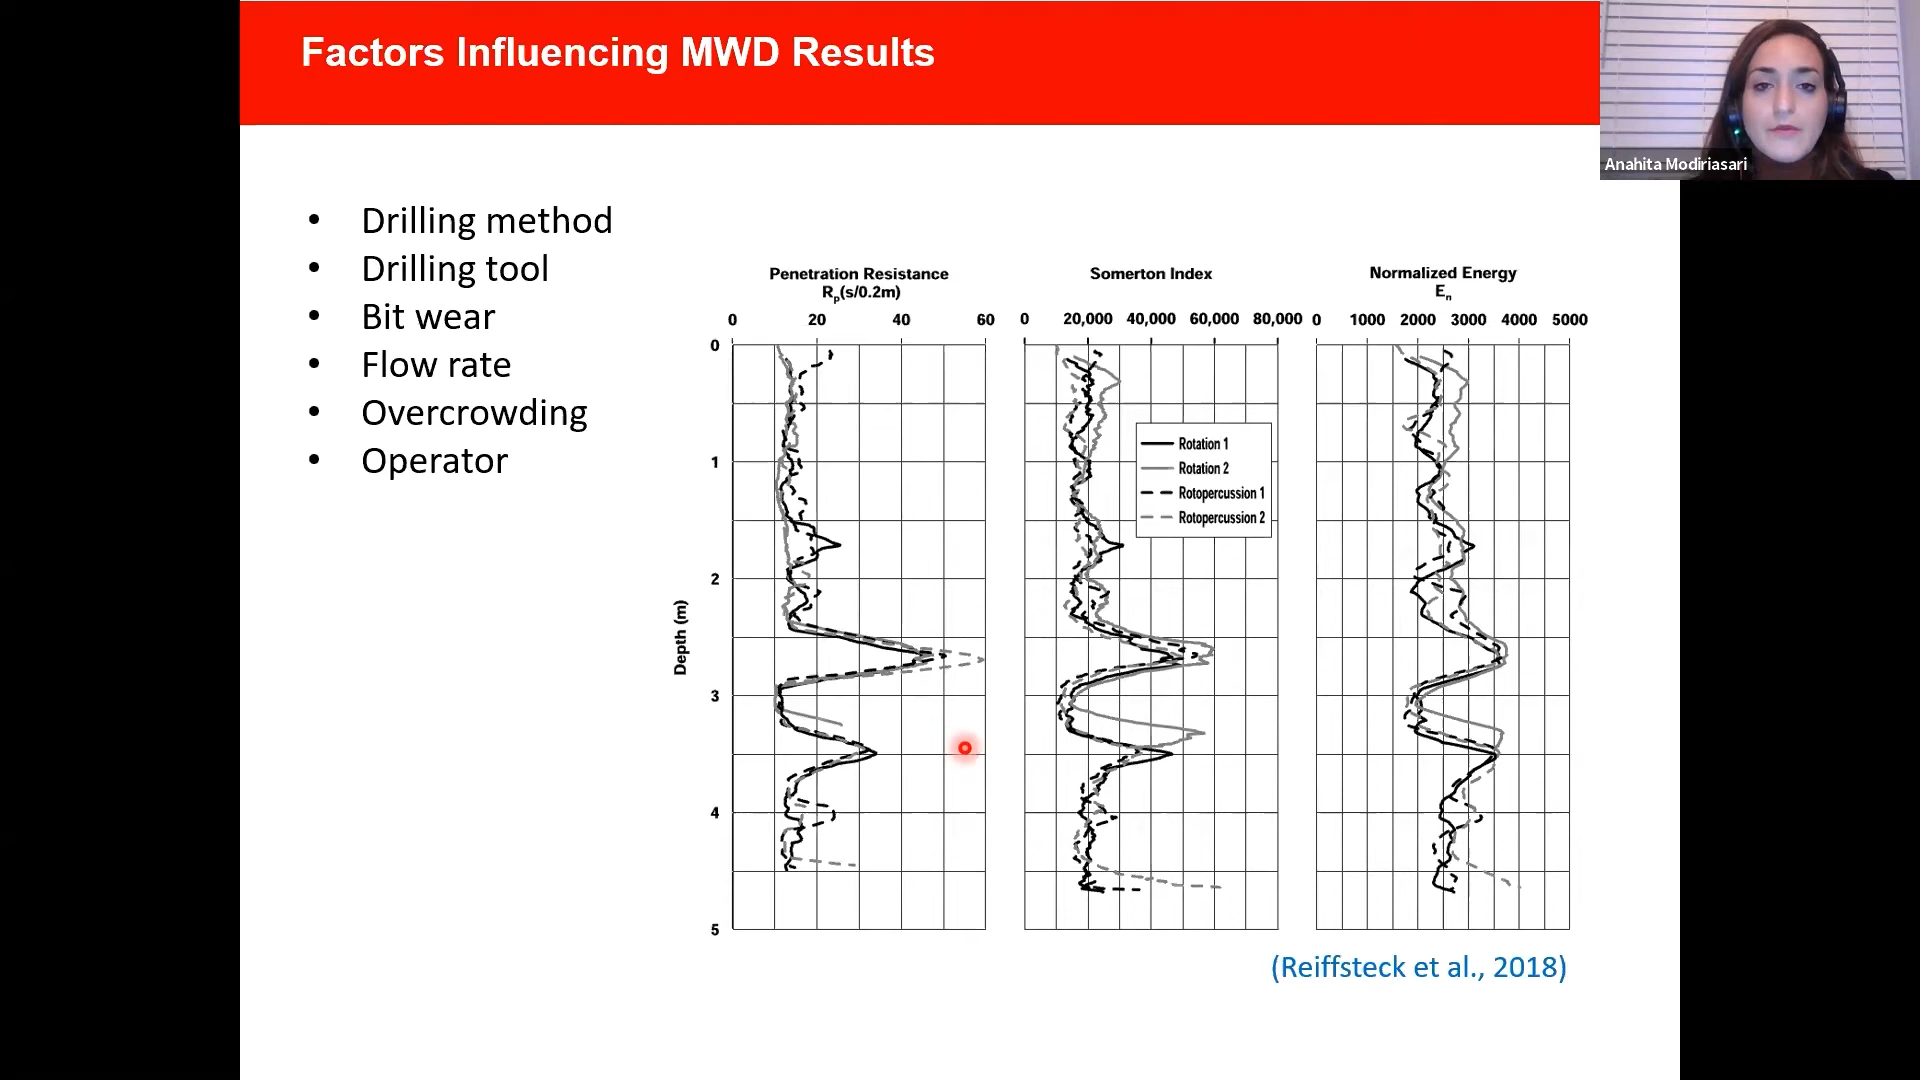 Factors Influencing MWD Results
Anahita Modiriasari
• Drilling method
• Drilling tool
• Bit wear
• Flow rate
• Overcrowding
• Operator
Penetration Resistance
Rp(s/0.2m)
0 20 40 60
Somerton Index
0 20,000 40,000 60,000 80,000
Normalized Energy
En
0 1000 2000 3000 4000 5000
0
1
2
3
4
5
Depth (m)
Rotation 1
Rotation 2
Rotopercussion 1
Rotopercussion 2
(Reiffsteck et al., 2018)